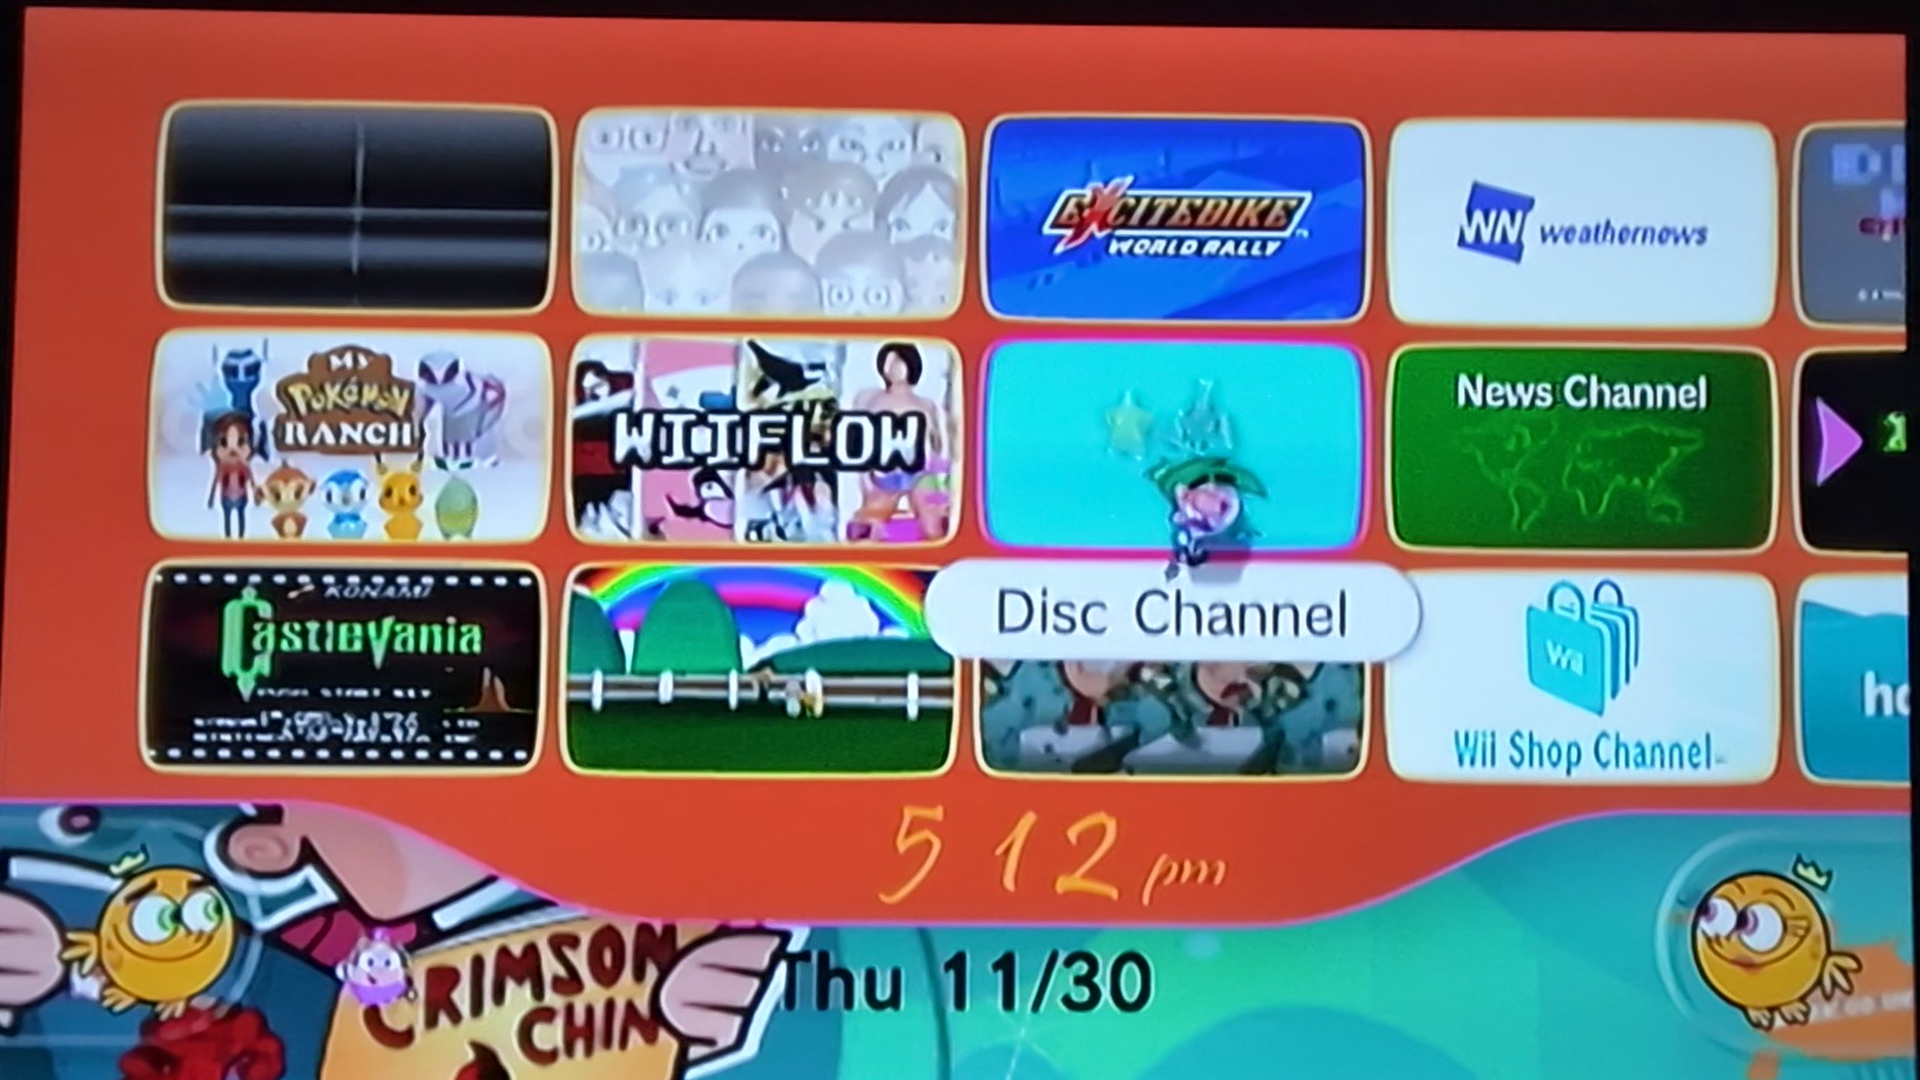 EXCITEBIKE
WORLD RALLY
WN weathernews
MY
POKéMON
RANCH
WIIFLOW
News Channel
KONAMI
Castlevania
Disc Channel
Wii
Wii Shop Channel
5 12 pm
CRIMSON
CHIN
Thu 11/30